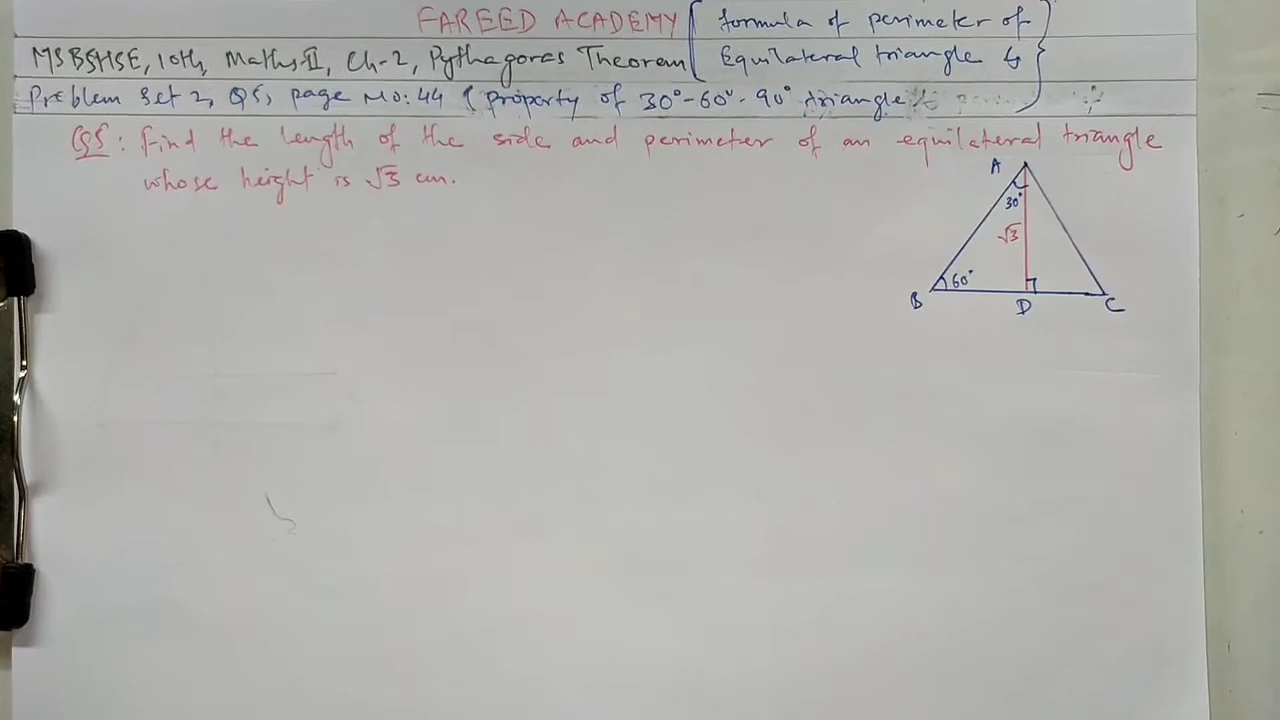 FAREED ACADEMY
formula of perimeter of
MSBSHSE, 10th, Maths-II, Ch-2, Pythagoras Theorem
Equilateral triangle &
Problem set 2, Q5, page No: 44 (property of 30°-60°-90° triangle
Q5: Find the length of the side and perimeter of an equilateral triangle
whose height is √3 cm.
A
30°
√3
60°
B
D
C